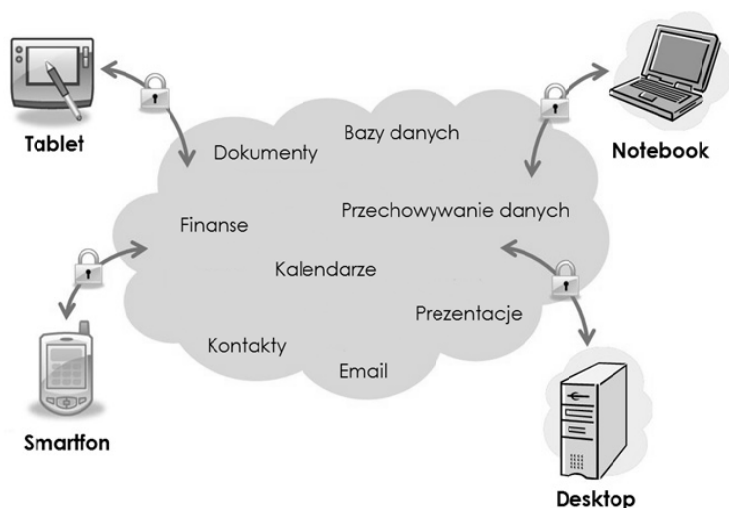 Tablet
Notebook
Bazy danych
Dokumenty
Przechowywanie danych
Finanse
Kalendarze
Prezentacje
Kontakty
Email
Smartfon
Desktop